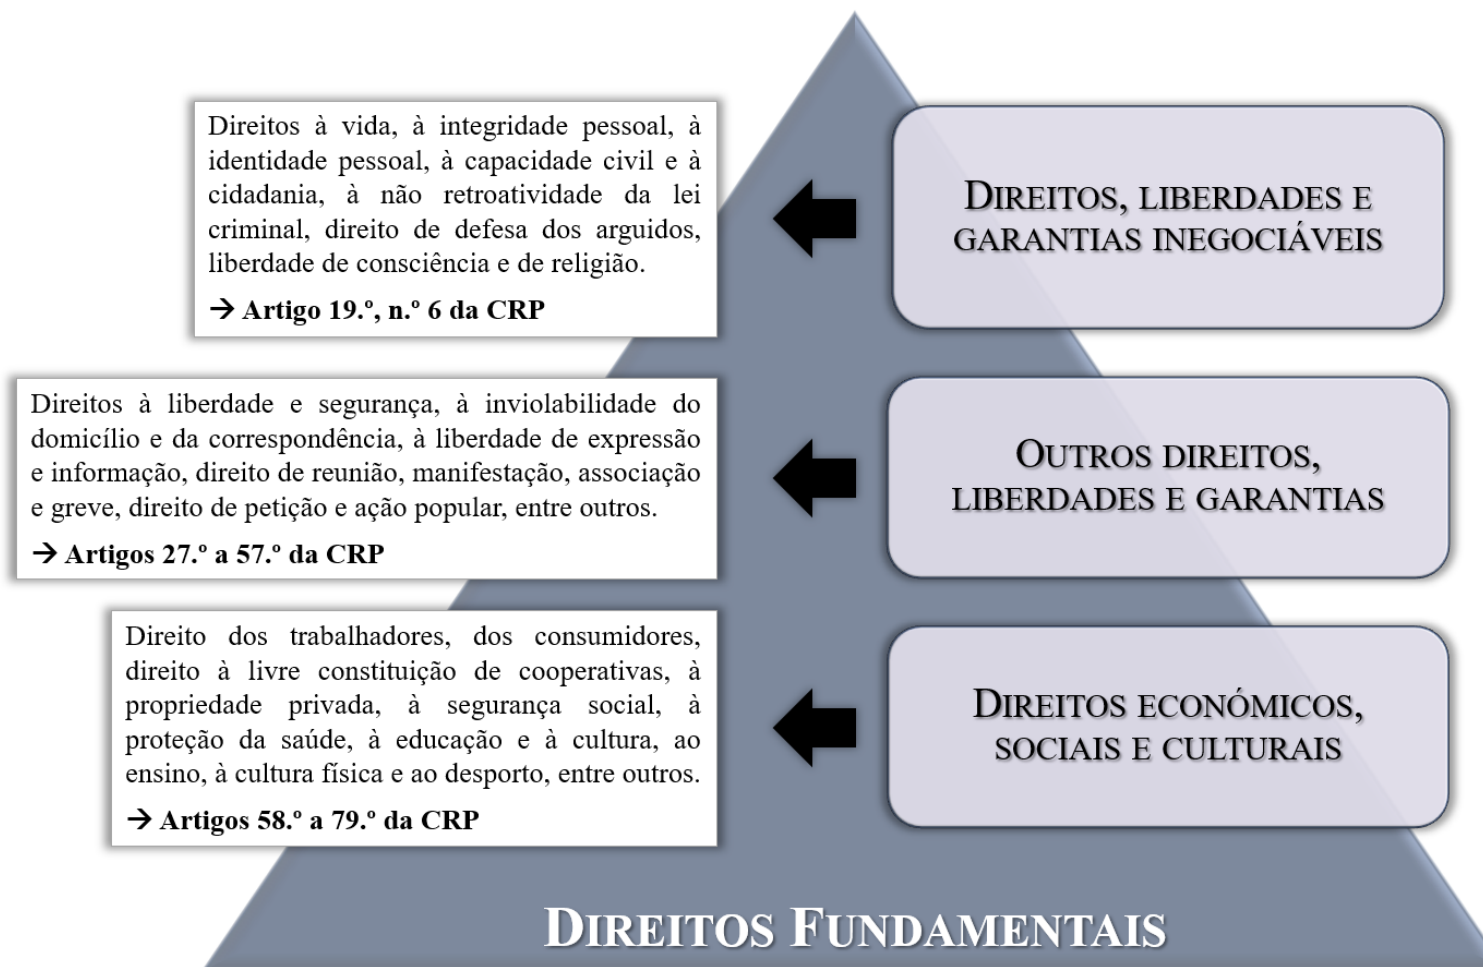 Direitos à vida, à integridade pessoal, à
identidade pessoal, à capacidade civil e à
cidadania, à não retroatividade da lei
criminal, direito de defesa dos arguidos,
liberdade de consciência e de religião.
→ Artigo 19.º, n.º 6 da CRP
DIREITOS, LIBERDADES E
GARANTIAS INEGOCIÁVEIS
Direitos à liberdade e segurança, à inviolabilidade do
domicílio e da correspondência, à liberdade de expressão
e informação, direito de reunião, manifestação, associação
e greve, direito de petição e ação popular, entre outros.
→ Artigos 27.º a 57.º da CRP
OUTROS DIREITOS,
LIBERDADES E GARANTIAS
Direito dos trabalhadores, dos consumidores,
direito à livre constituição de cooperativas, à
propriedade privada, à segurança social, à
proteção da saúde, à educação e à cultura, ao
ensino, à cultura física e ao desporto, entre outros.
→ Artigos 58.º a 79.º da CRP
DIREITOS ECONÓMICOS,
SOCIAIS E CULTURAIS
DIREITOS FUNDAMENTAIS